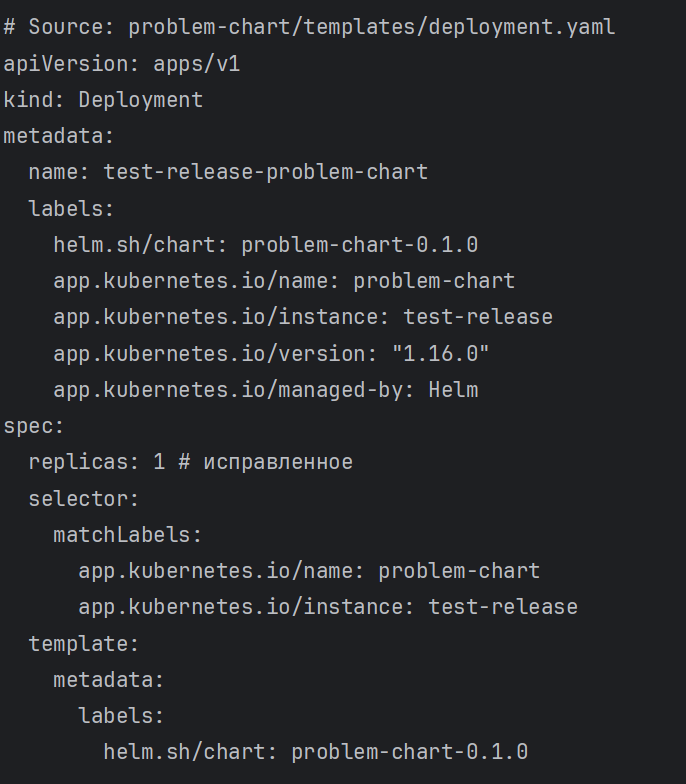 # Source: problem-chart/templates/deployment.yaml
apiVersion: apps/v1
kind: Deployment
metadata:
  name: test-release-problem-chart
  labels:
    helm.sh/chart: problem-chart-0.1.0
    app.kubernetes.io/name: problem-chart
    app.kubernetes.io/instance: test-release
    app.kubernetes.io/version: "1.16.0"
    app.kubernetes.io/managed-by: Helm
spec:
  replicas: 1 # исправленное
  selector:
    matchLabels:
      app.kubernetes.io/name: problem-chart
      app.kubernetes.io/instance: test-release
  template:
    metadata:
      labels:
        helm.sh/chart: problem-chart-0.1.0